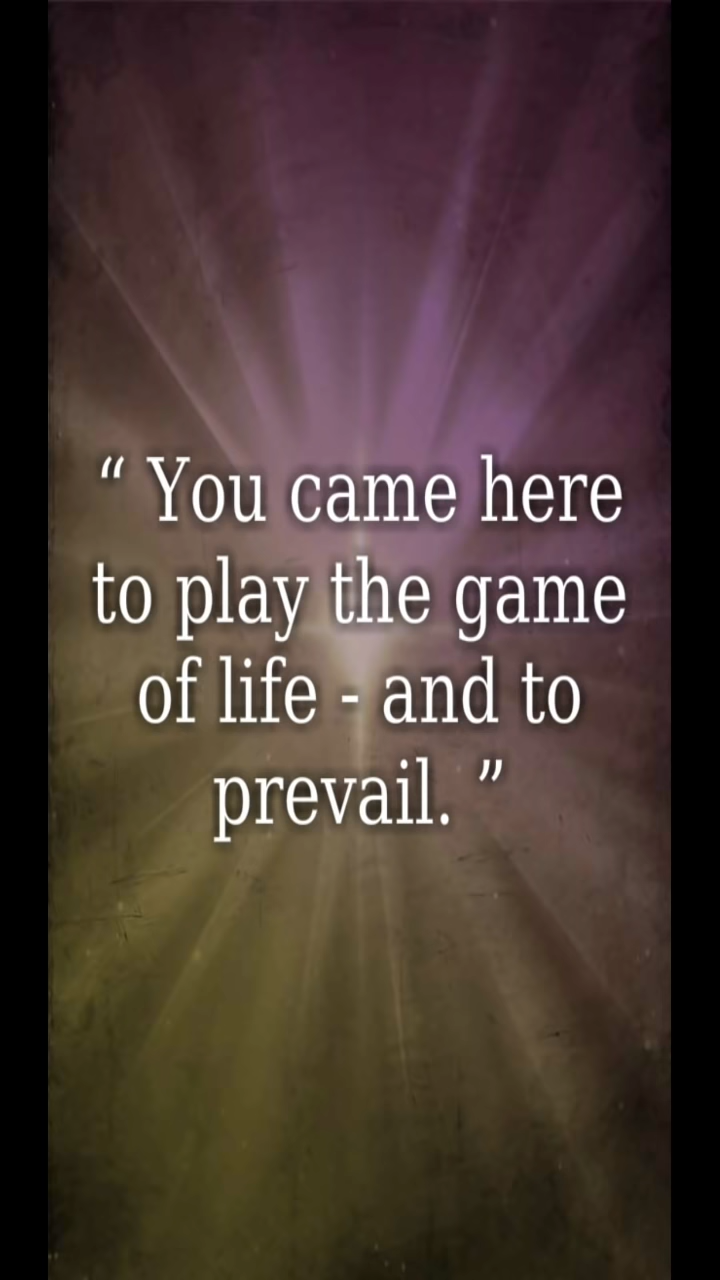 “ You came here
to play the game
of life - and to
prevail. ”